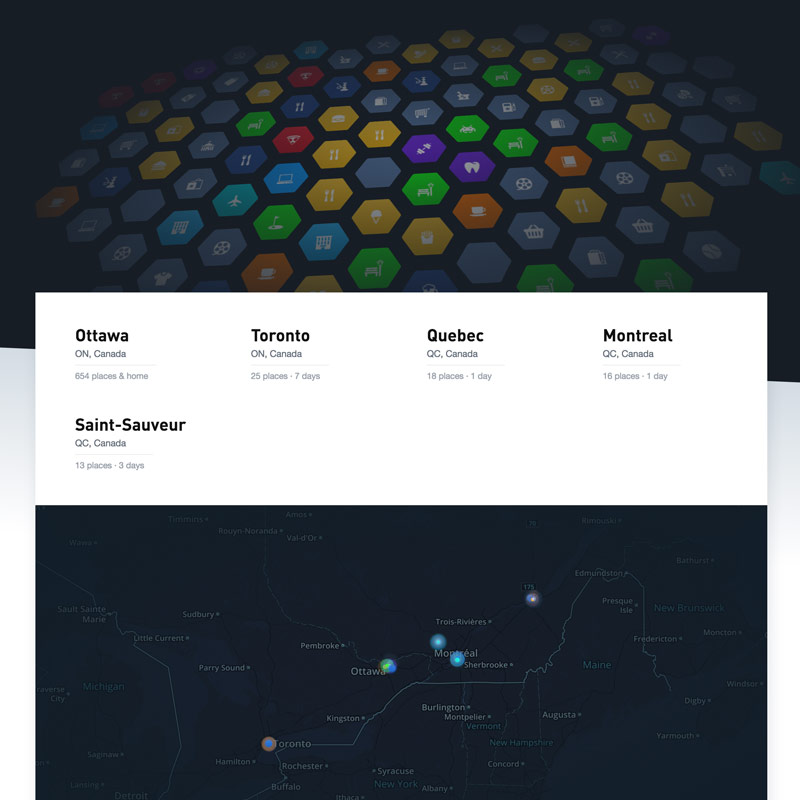 Ottawa
ON, Canada
654 places & home
Toronto
ON, Canada
25 places · 7 days
Quebec
QC, Canada
18 places · 1 day
Montreal
QC, Canada
16 places · 1 day
Saint-Sauveur
QC, Canada
13 places · 3 days
Timmins
Amos
78
Rimouski
Rouyn-Noranda
Val-d'Or
Wawa
Bathurst
175
Edmundston
Sault Sainte
Marie
Sudbury
Presque
Isle
New Brunswick
Trois-Rivières
Little Current
Pembroke
Fredericton
Moncton
Montréal
Parry Sound
Ottawa
Sherbrooke
Maine
Michigan
Traverse
City
Windsor
Kingston
Burlington
Montpelier
Vermont
Augusta
Digby
Toronto
New Hampshire
Yarmouth
Saginaw
Hamilton
Rochester
Syracuse
Concord
Lansing
Buffalo
New York
Albany
Detroit
Ithaca